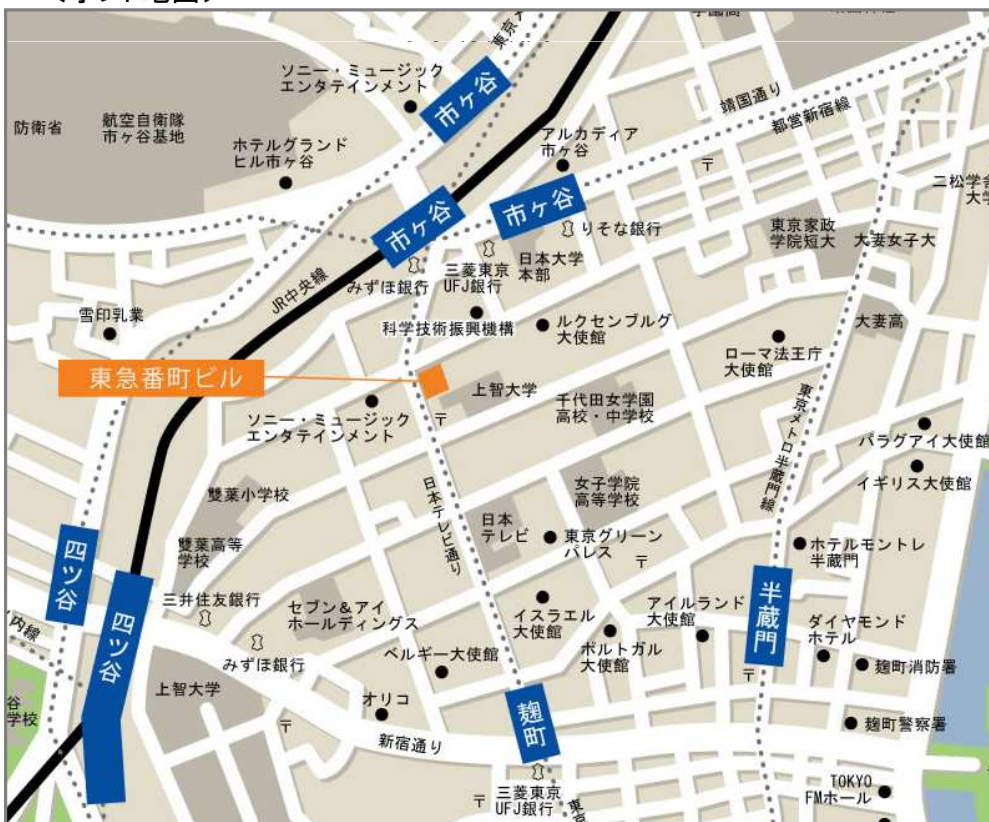 ソニー・ミュージック
エンタテインメント
市ヶ谷
靖国通り
都営新宿線
防衛省
航空自衛隊
市ヶ谷基地
ホテルグランド
ヒル市ヶ谷
アルカディア
市ヶ谷
〒
市ヶ谷
市ヶ谷
りそな銀行
東京家政
学院短大
大妻女子大
二松学舎
大学
JR中央線
みずほ銀行
三菱東京
UFJ銀行
日本大学
本部
雪印乳業
科学技術振興機構
ルクセンブルグ
大使館
ローマ法王庁
大使館
大妻高
東急番町ビル
上智大学
〒
ソニー・ミュージック
エンタテインメント
千代田女学園
高校・中学校
東京メトロ半蔵門線
パラグアイ大使館
イギリス大使館
雙葉小学校
日本テレビ通り
女子学院
高等学校
日本
テレビ
東京グリーン
パレス
〒
ホテルモントレ
半蔵門
四ツ谷
雙葉高等
学校
四ツ谷
三井住友銀行
みずほ銀行
セブン&アイ
ホールディングス
イスラエル
大使館
アイルランド
大使館
半蔵門
ダイヤモンド
ホテル
ベルギー大使館
ポルトガル
大使館
〒
麹町消防署
内線
谷
学校
上智大学
〒
オリコ
新宿通り
麹町
麹町警察署
〒
三菱東京
UFJ銀行
TOKYO
FMホール